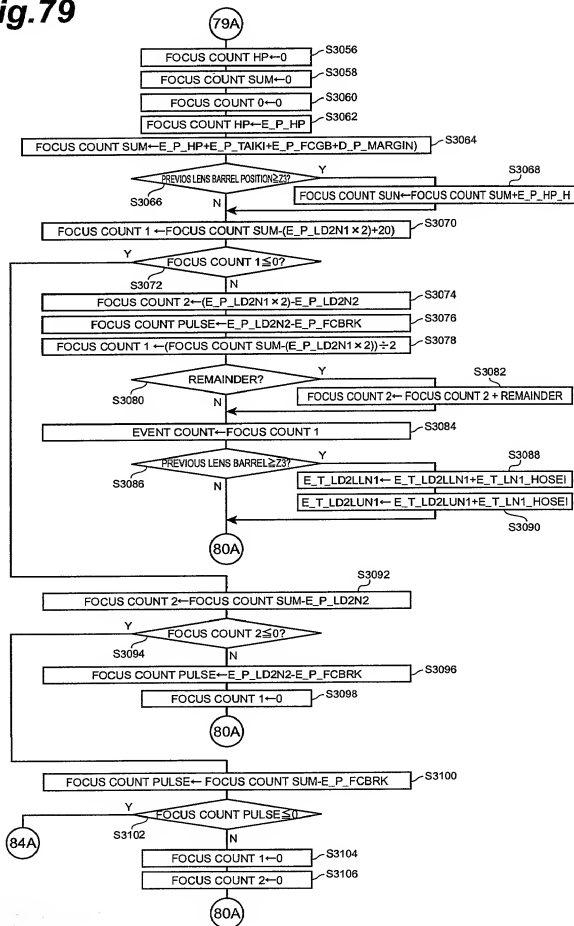 ig.79
79A
FOCUS COUNT HP←0
S3056
FOCUS COUNT SUM←0
S3058
FOCUS COUNT 0←0
S3060
FOCUS COUNT HP←E_P_HP
S3062
FOCUS COUNT SUM←E_P_HP+E_P_TAIKI+E_P_FCGB+D_P_MARGIN)
S3064
PREVIOS LENS BARREL POSITION≧Z3?
Y
S3066
N
S3068
FOCUS COUNT SUN←FOCUS COUNT SUM+E_P_HP_H
FOCUS COUNT 1 ←FOCUS COUNT SUM-(E_P_LD2N1×2)+20)
S3070
Y
FOCUS COUNT 1≦0?
S3072
N
FOCUS COUNT 2←(E_P_LD2N1×2)-E_P_LD2N2
S3074
FOCUS COUNT PULSE←E_P_LD2N2-E_P_FCBRK
S3076
FOCUS COUNT 1←(FOCUS COUNT SUM-(E_P_LD2N1×2))÷2
S3078
REMAINDER?
Y
S3080
N
S3082
FOCUS COUNT 2←FOCUS COUNT 2 + REMAINDER
EVENT COUNT←FOCUS COUNT 1
S3084
PREVIOUS LENS BARREL≧Z3?
Y
S3086
N
S3088
E_T_LD2LLN1← E_T_LD2LLN1+E_T_LN1_HOSEI
E_T_LD2LUN1← E_T_LD2LUN1+E_T_LN1_HOSEI
S3090
80A
S3092
FOCUS COUNT 2←FOCUS COUNT SUM-E_P_LD2N2
Y
FOCUS COUNT 2≦0?
S3094
N
FOCUS COUNT PULSE←E_P_LD2N2-E_P_FCBRK
S3096
FOCUS COUNT 1←0
S3098
80A
FOCUS COUNT PULSE← FOCUS COUNT SUM-E_P_FCBRK
S3100
Y
FOCUS COUNT PULSE≦0
S3102
84A
N
FOCUS COUNT 1←0
S3104
FOCUS COUNT 2←0
S3106
80A